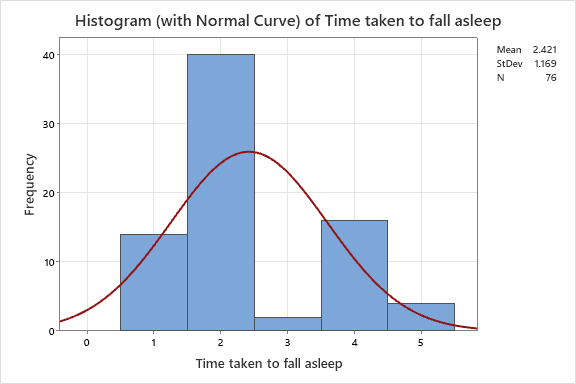 Histogram (with Normal Curve) of Time taken to fall asleep
Mean 2.421
StDev 1.169
N 76
Frequency
40
30
20
10
0
0 1 2 3 4 5
Time taken to fall asleep